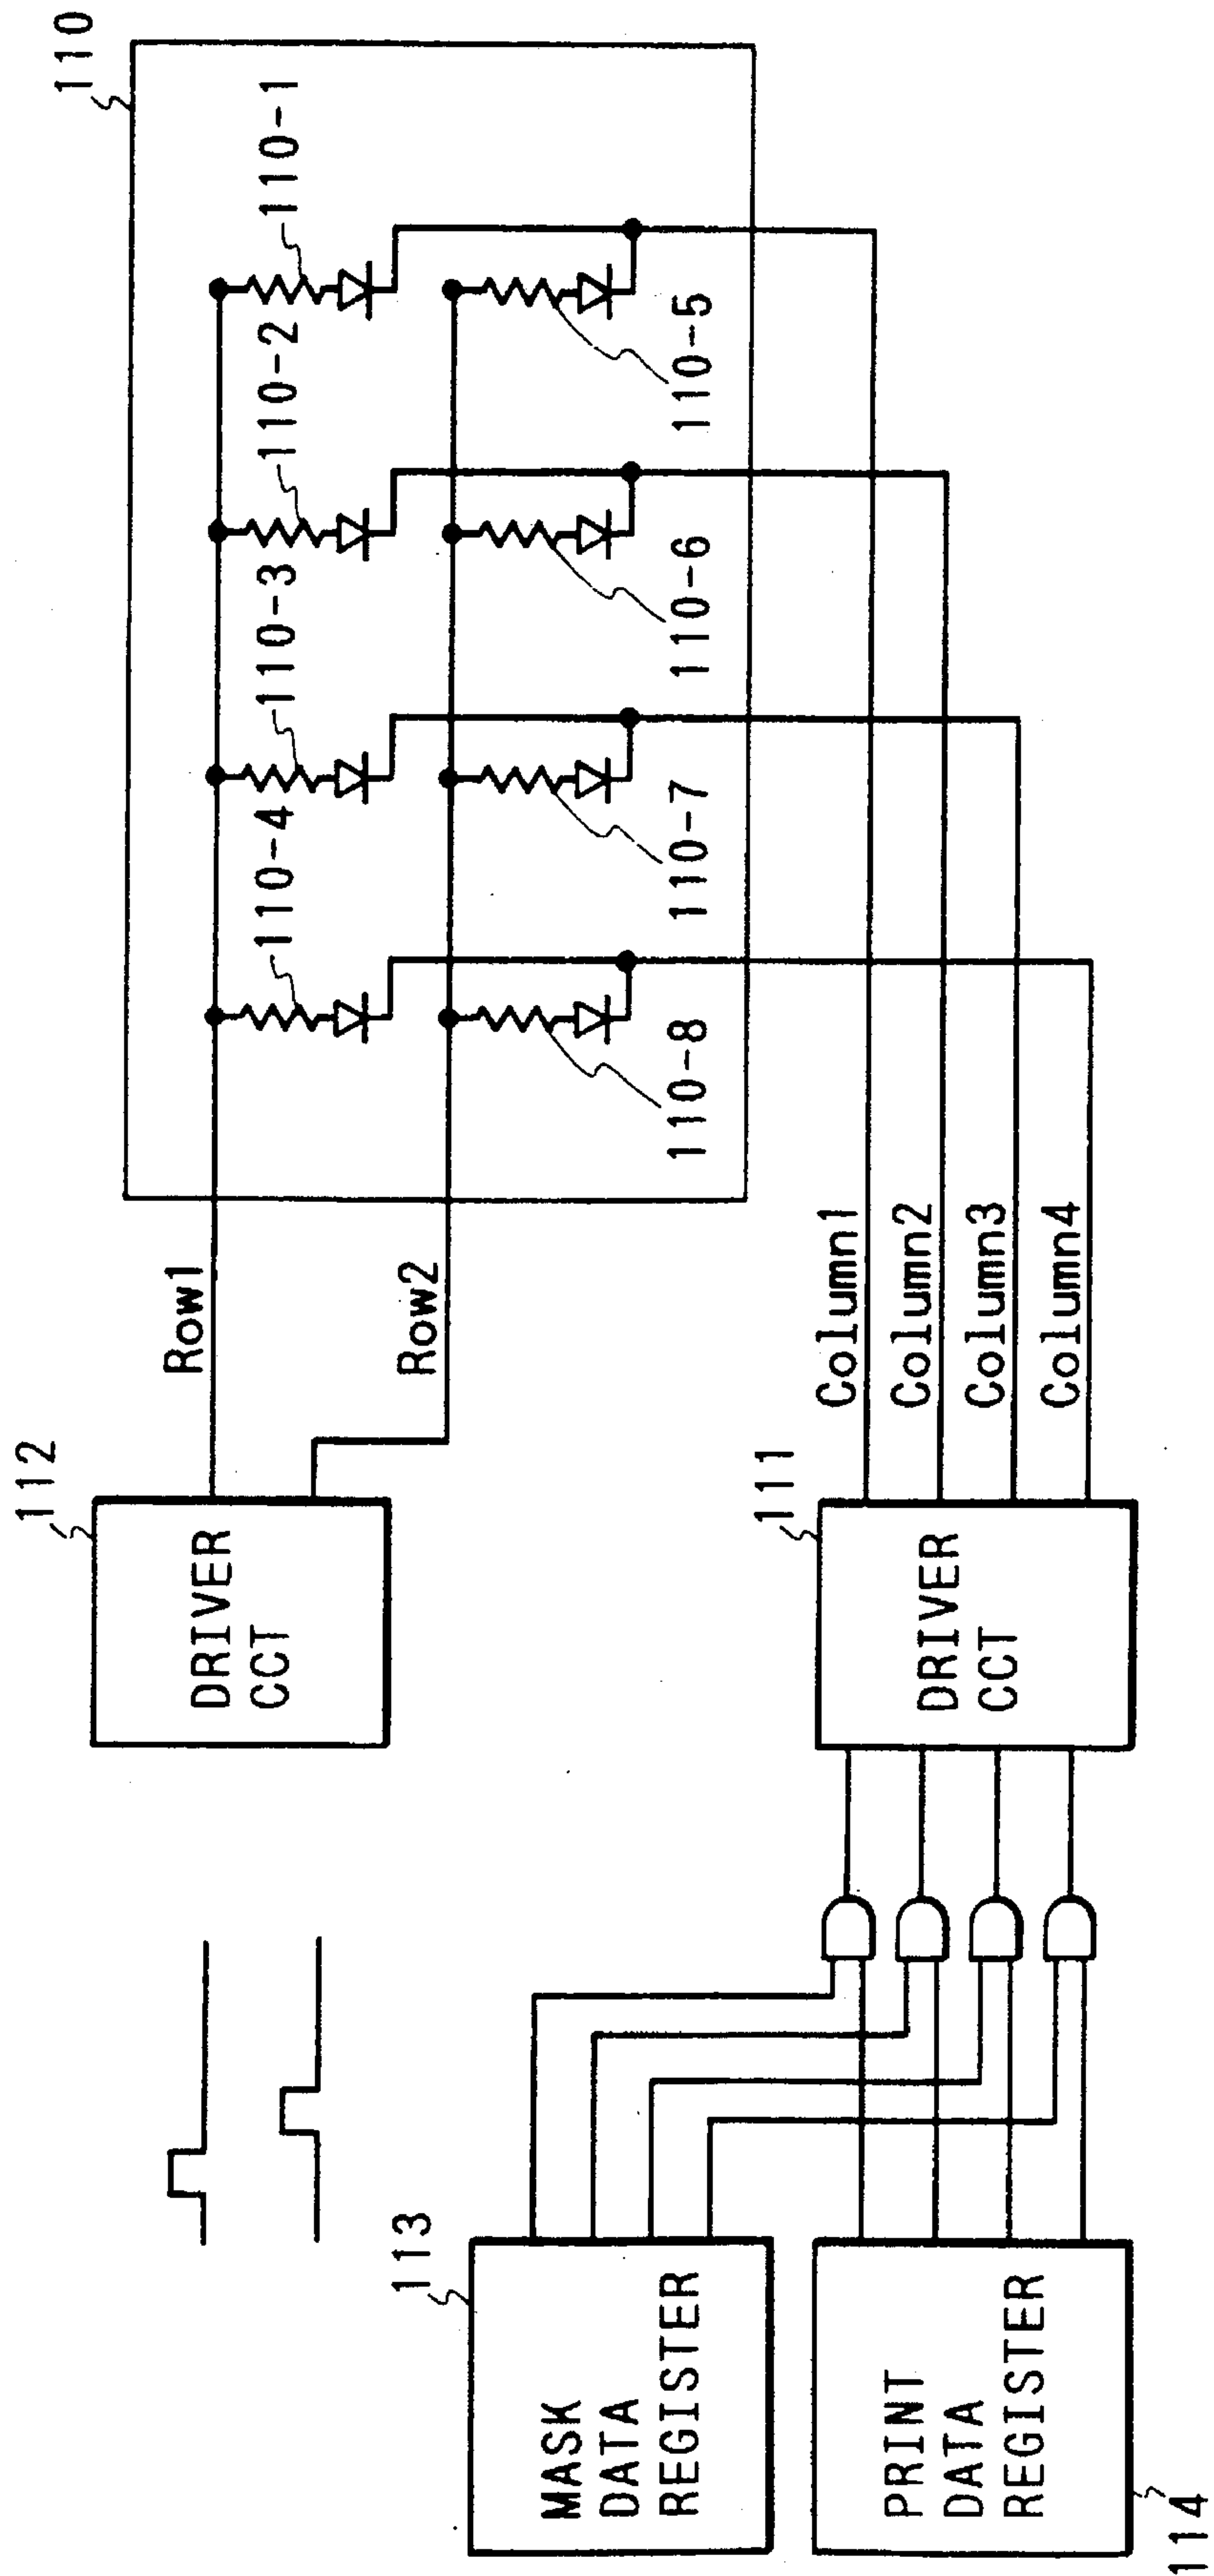 112
DRIVER
CCT
Row1
Row2
110
110-4
110-3
110-2
110-1
110-8
110-7
110-6
110-5
113
MASK
DATA
REGISTER
PRINT
DATA
REGISTER
114
111
DRIVER
CCT
Column1
Column2
Column3
Column4